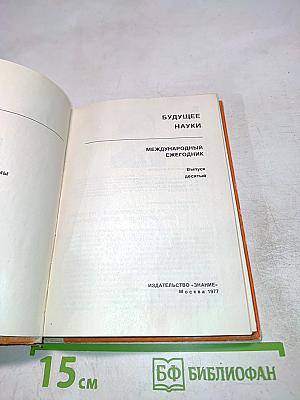 БУДУЩЕЕ
НАУКИ
МЕЖДУНАРОДНЫЙ
ЕЖЕГОДНИК
Выпуск
десятый
ИЗДАТЕЛЬСТВО «ЗНАНИЕ»
Москва 1977
15 см
БФ БИБЛИОФАН